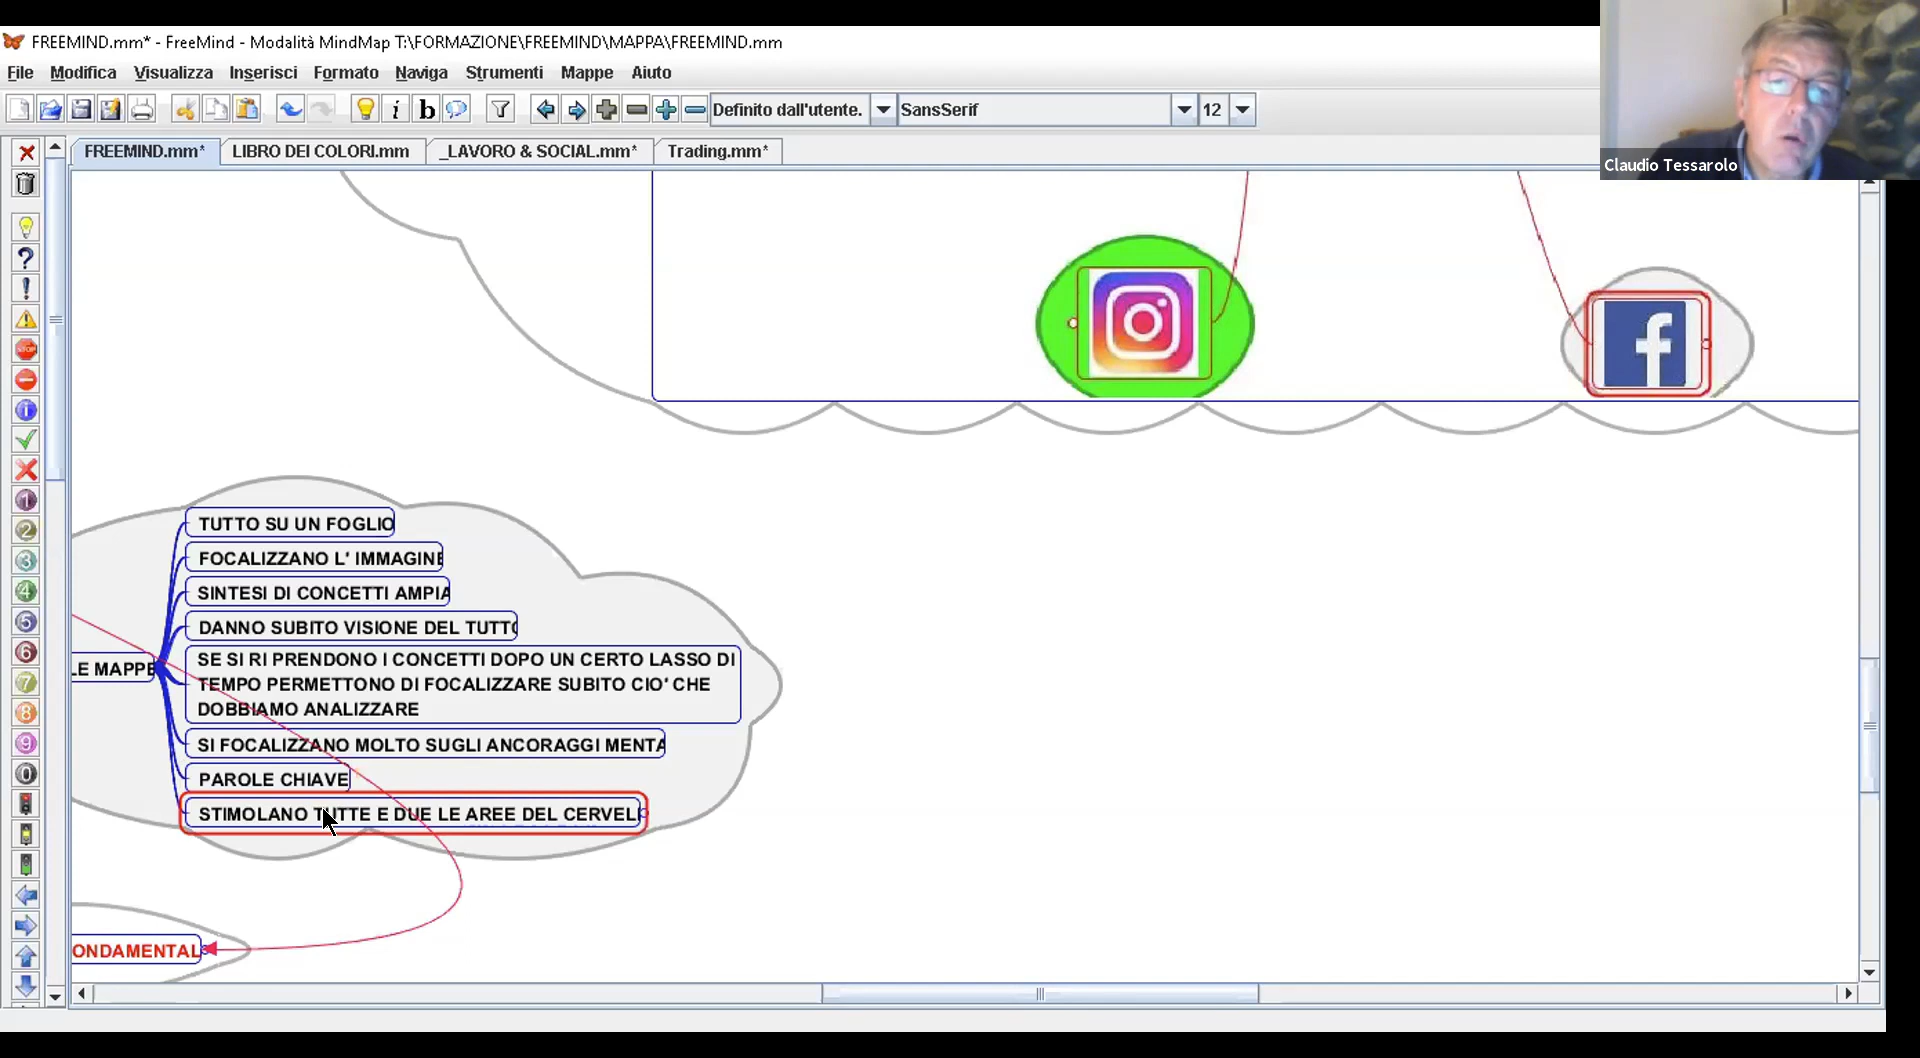 FREEMIND.mm* - FreeMind - Modalità MindMap T:\FORMAZIONE\FREEMIND\MAPPA\FREEMIND.mm
File Modifica Visualizza Inserisci Formato Naviga Strumenti Mappe Aiuto
i b Definito dall'utente. SansSerif 12
Claudio Tessarolo
FREEMIND.mm* LIBRO DEI COLORI.mm _LAVORO & SOCIAL.mm* Trading.mm*
TUTTO SU UN FOGLIO
FOCALIZZANO L' IMMAGINE
SINTESI DI CONCETTI AMPIA
DANNO SUBITO VISIONE DEL TUTTO
LE MAPPE
SE SI RI PRENDONO I CONCETTI DOPO UN CERTO LASSO DI
TEMPO PERMETTONO DI FOCALIZZARE SUBITO CIO' CHE
DOBBIAMO ANALIZZARE
SI FOCALIZZANO MOLTO SUGLI ANCORAGGI MENTA
PAROLE CHIAVE
STIMOLANO TUTTE E DUE LE AREE DEL CERVELL
ONDAMENTAL